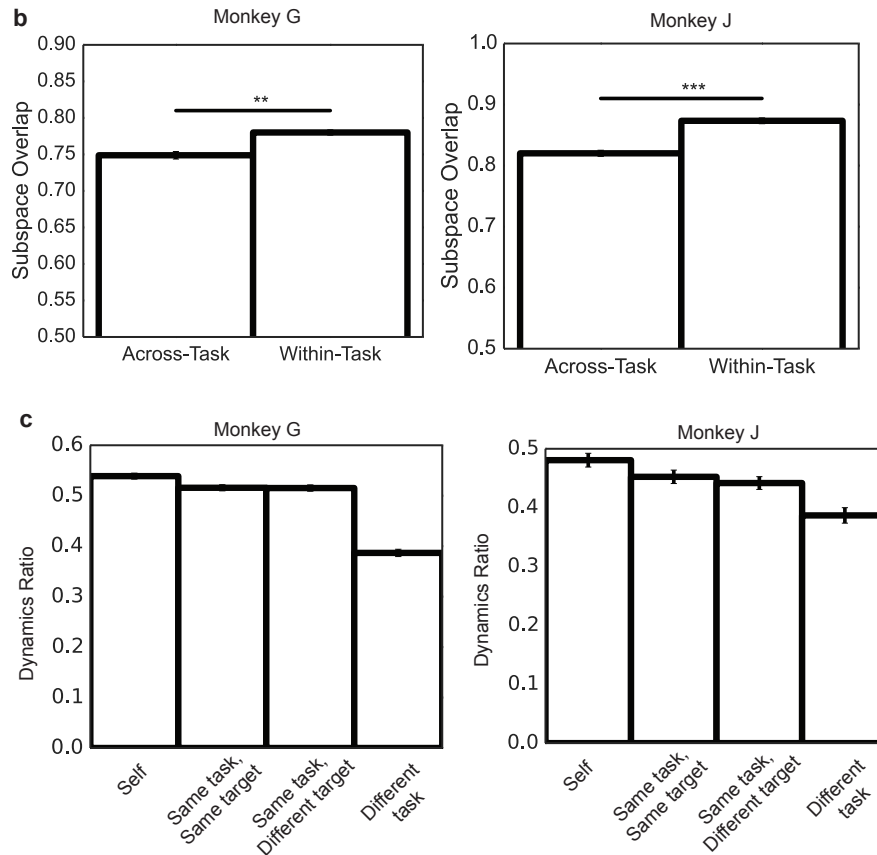 b
Monkey G
Monkey J
Subspace Overlap
0.90
0.85
0.80
0.75
0.70
0.65
0.60
0.55
0.50
**
Across-Task
Within-Task
Subspace Overlap
1.0
0.9
0.8
0.7
0.6
0.5
***
Across-Task
Within-Task
c
Monkey G
Monkey J
Dynamics Ratio
0.6
0.5
0.4
0.3
0.2
0.1
0.0
Self
Same task,
Same target
Same task,
Different target
Different
task
Dynamics Ratio
0.5
0.4
0.3
0.2
0.1
0.0
Self
Same task,
Same target
Same task,
Different target
Different
task